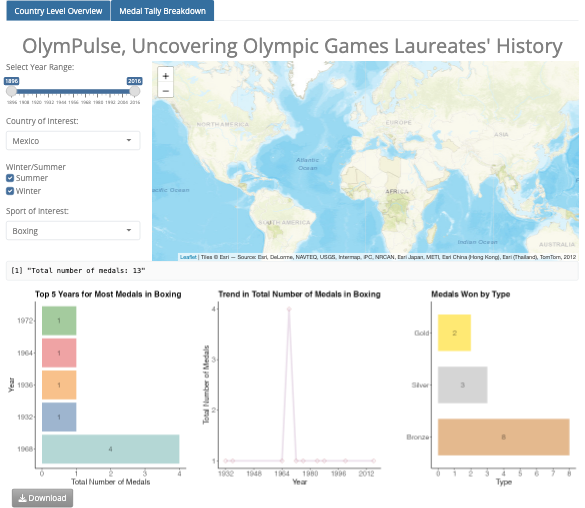 Country Level Overview
Medal Tally Breakdown
OlymPulse, Uncovering Olympic Games Laureates' History
Select Year Range:
1896
2016
1896 1908 1920 1932 1944 1956 1968 1980 1992 2004 2016
Country of Interest:
Mexico
Winter/Summer
Summer
Winter
Sport of Interest:
Boxing
+
−
NORTH AMERICA
EUROPE
ASIA
Atlantic
Ocean
acific Ocean
AFRICA
SOUTH AMERICA
Indian Ocean
AUSTRALIA
Leaflet | Tiles © Esri — Source: Esri, DeLorme, NAVTEQ, USGS, Intermap, iPC, NRCAN, Esri Japan, METI, Esri China (Hong Kong), Esri (Thailand), TomTom, 2012
[1] "Total number of medals: 13"
Top 5 Years for Most Medals in Boxing
Year
1972
1964
1936
1932
1968
1
1
1
1
4
0 1 2 3 4
Total Number of Medals
Trend in Total Number of Medals in Boxing
Total Number of Medals
4
3
2
1
1932 1948 1964 1980 1996 2012
Year
Medals Won by Type
Gold
Silver
Bronze
2
3
8
0 1 2 3 4 5 6 7 8
Type
Download